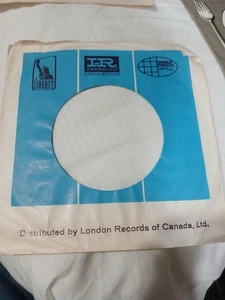 LIBERTY
IR
IMPERIAL
Distributed by London Records of Canada, Ltd.